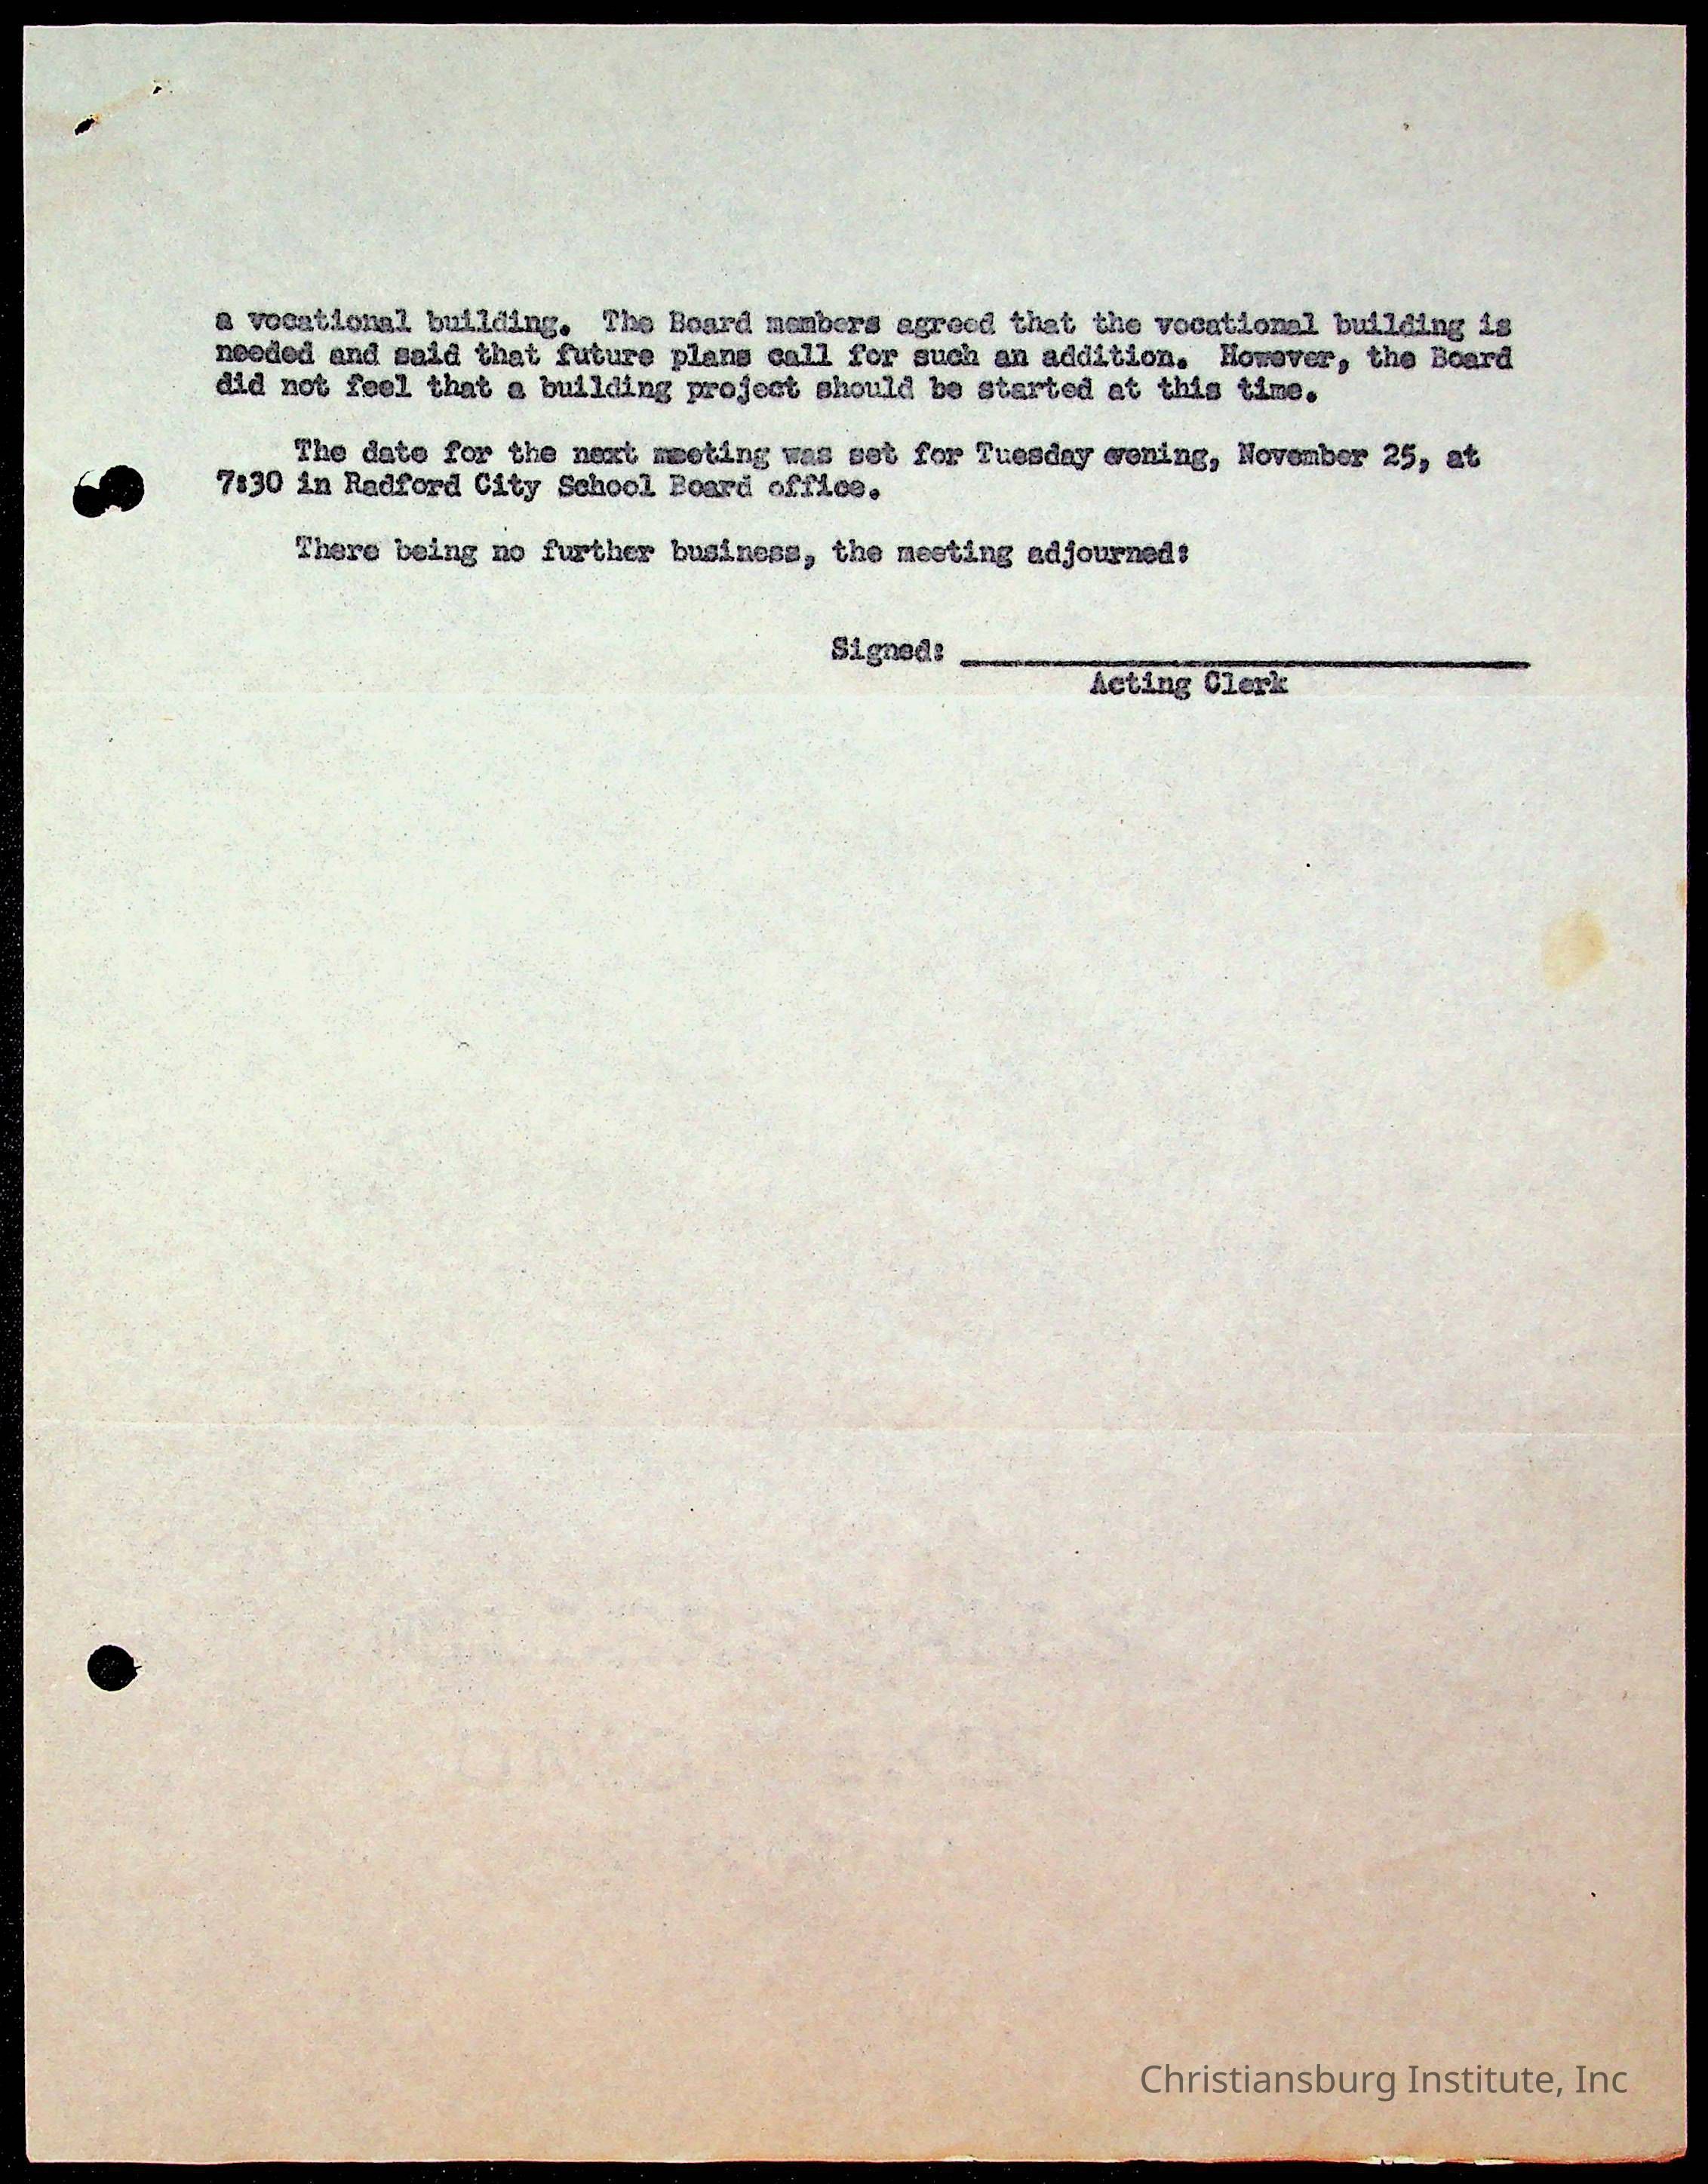 a vocational building.  The Board members agreed that the vocational building is
needed and said that future plans call for such an addition.  However, the Board
did not feel that a building project should be started at this time.
The date for the next meeting was set for Tuesday evening, November 25, at
7:30 in Radford City School Board office.
There being no further business, the meeting adjourned:
Signed: ____________________
Acting Clerk
Christiansburg Institute, Inc